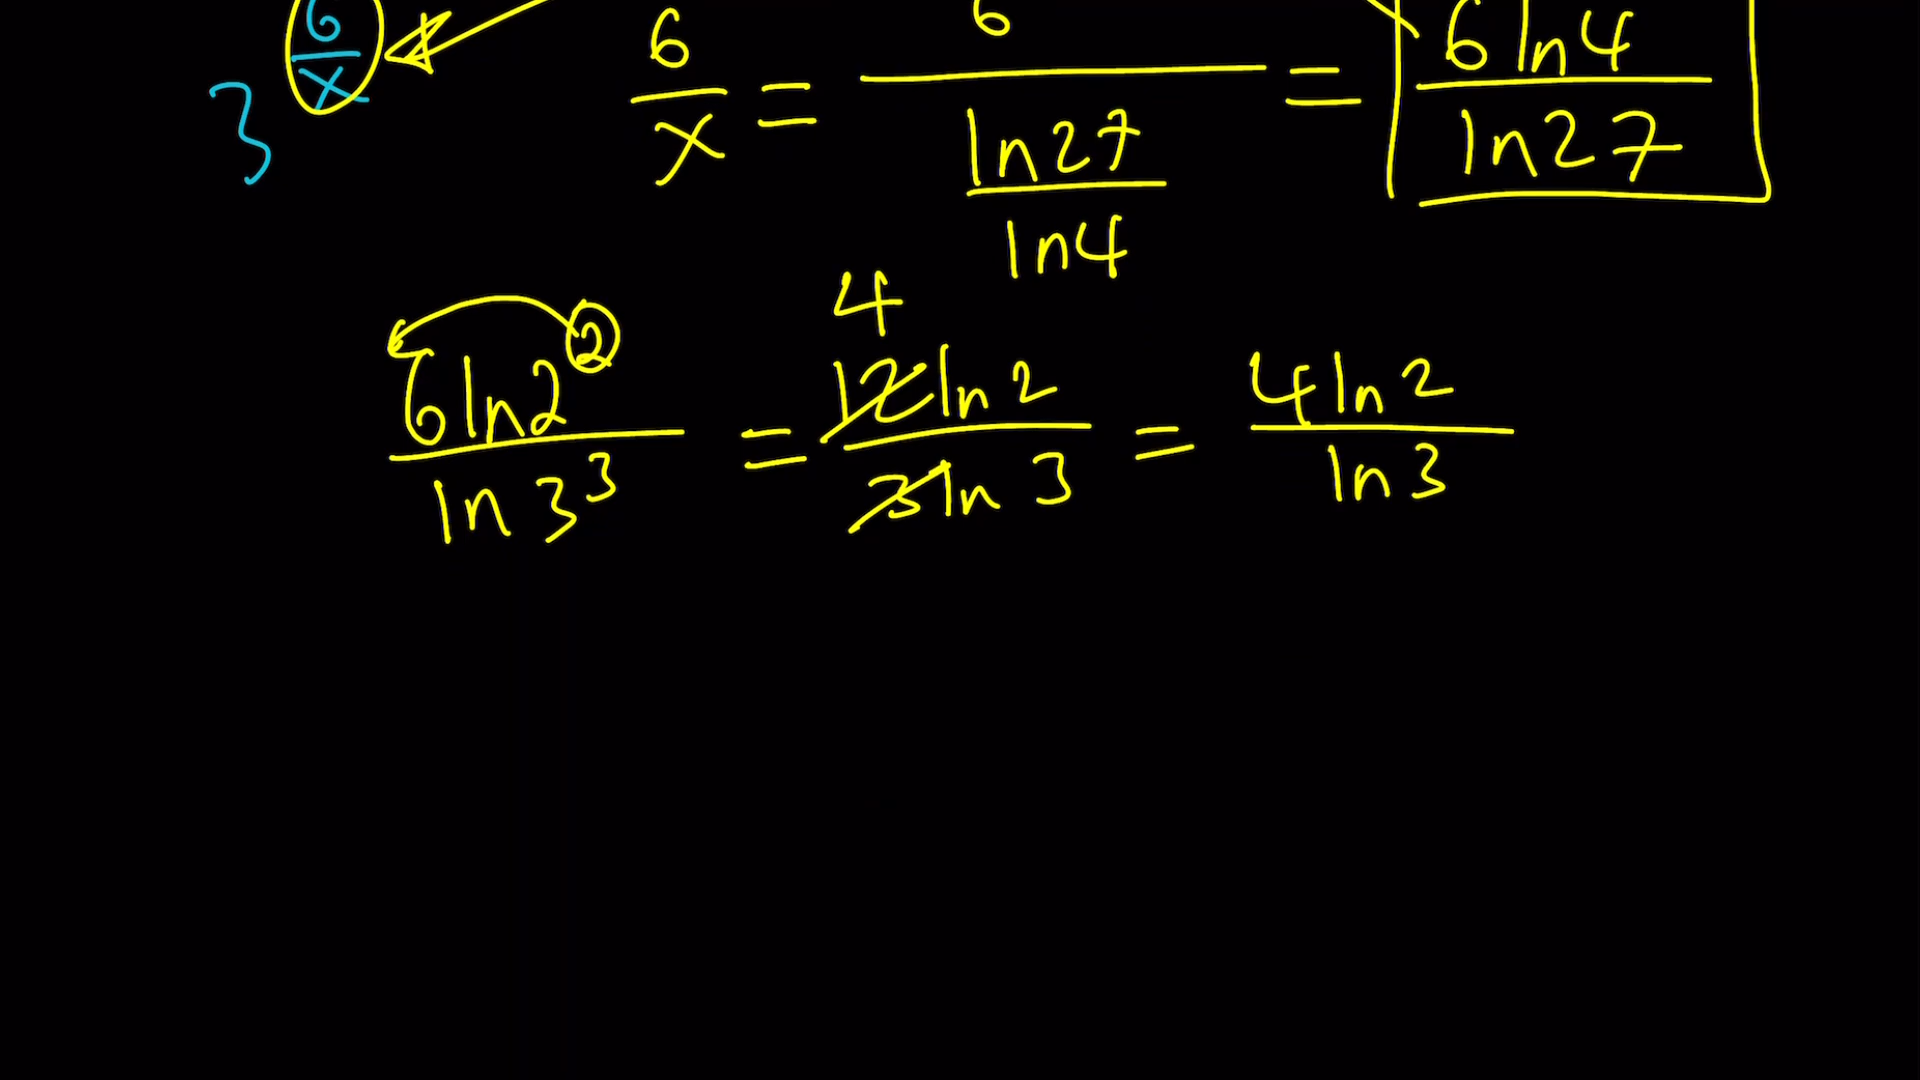 3^(6/x) 6/x = 6/(ln27/ln4) = 6ln4/ln27
6ln2^2/ln3^3 = 12ln2/3ln3 = 4ln2/ln3
4